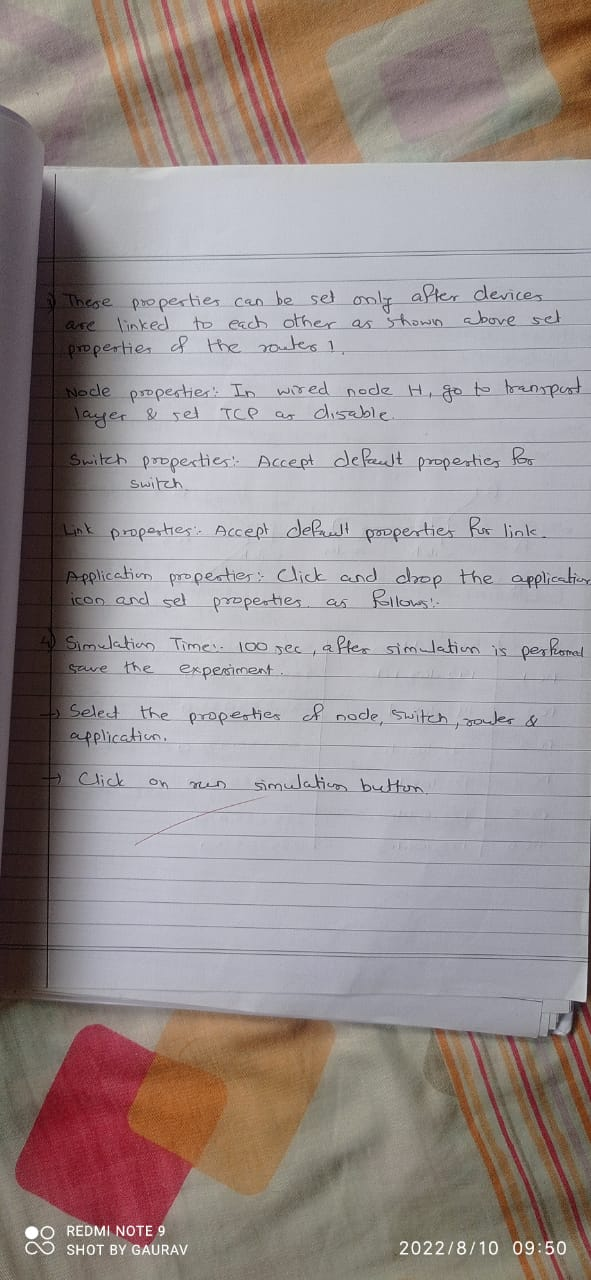 3) These properties can be set only after devices
are linked to each other as shown above set
properties of the router 1.
Node properties:- In wired node H, go to transport
layer & set TCP as disable.
Switch properties:- Accept default properties for
switch.
Link properties:- Accept default properties for link.
Application properties:- Click and drop the application
icon and set properties as follows:-
4) Simulation Time:- 100 sec, after simulation is performed
save the experiment.
→ Select the properties of node, switch, router &
application.
→ Click on run simulation button.
REDMI NOTE 9
SHOT BY GAURAV
2022/8/10 09:50